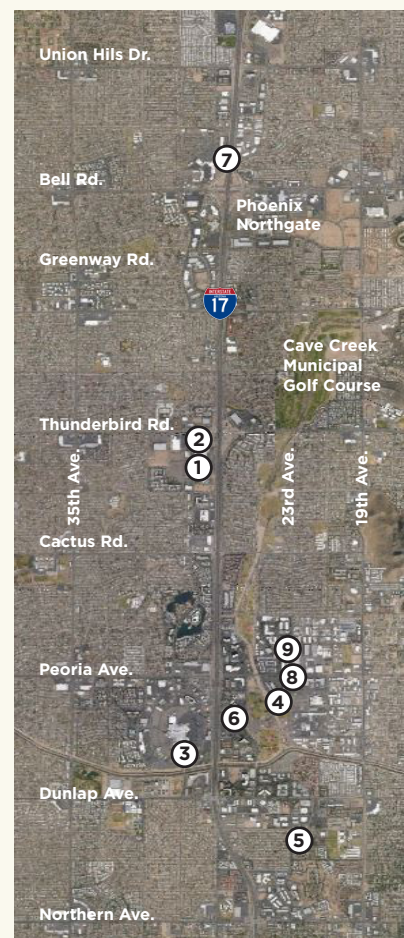 Union Hils Dr.
7
Bell Rd.
Phoenix
Northgate
Greenway Rd.
INTERSTATE
17
Cave Creek
Municipal
Golf Course
Thunderbird Rd.
2
1
35th Ave.
23rd Ave.
19th Ave.
Cactus Rd.
9
Peoria Ave.
8
4
6
3
Dunlap Ave.
5
Northern Ave.